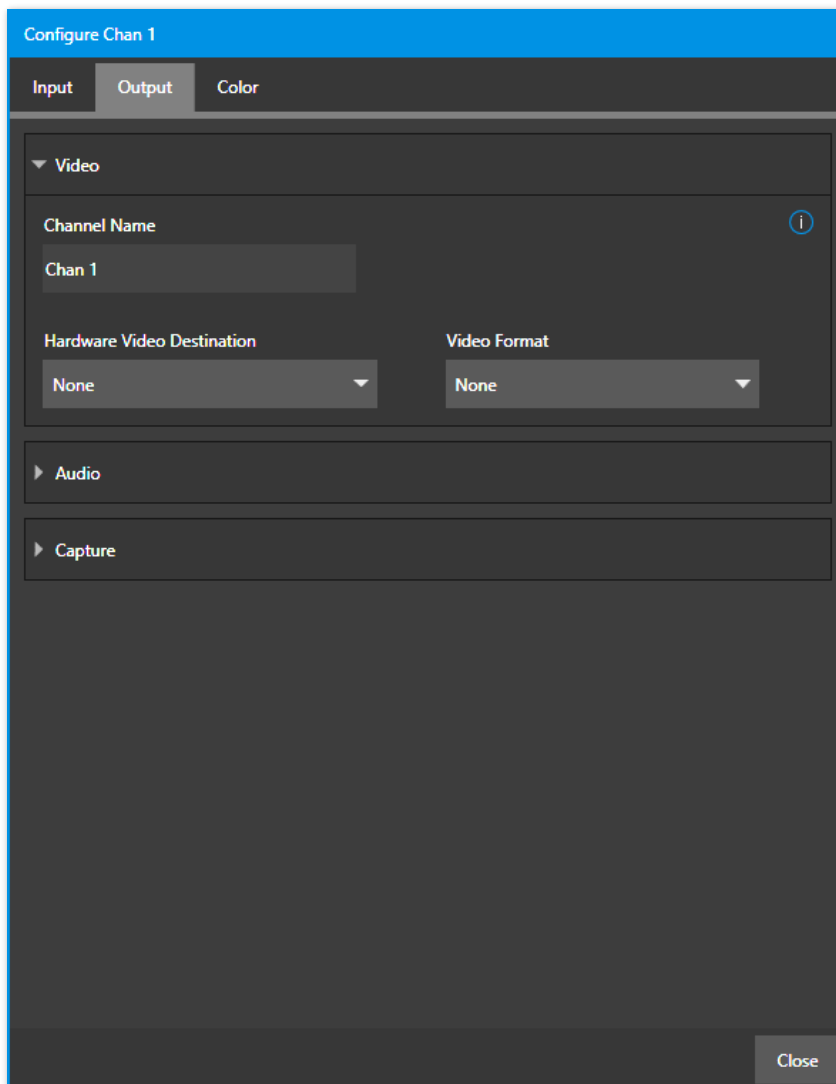 Configure Chan 1
Input Output Color
Video
Channel Name
Chan 1
Hardware Video Destination Video Format
None None
Audio
Capture
Close